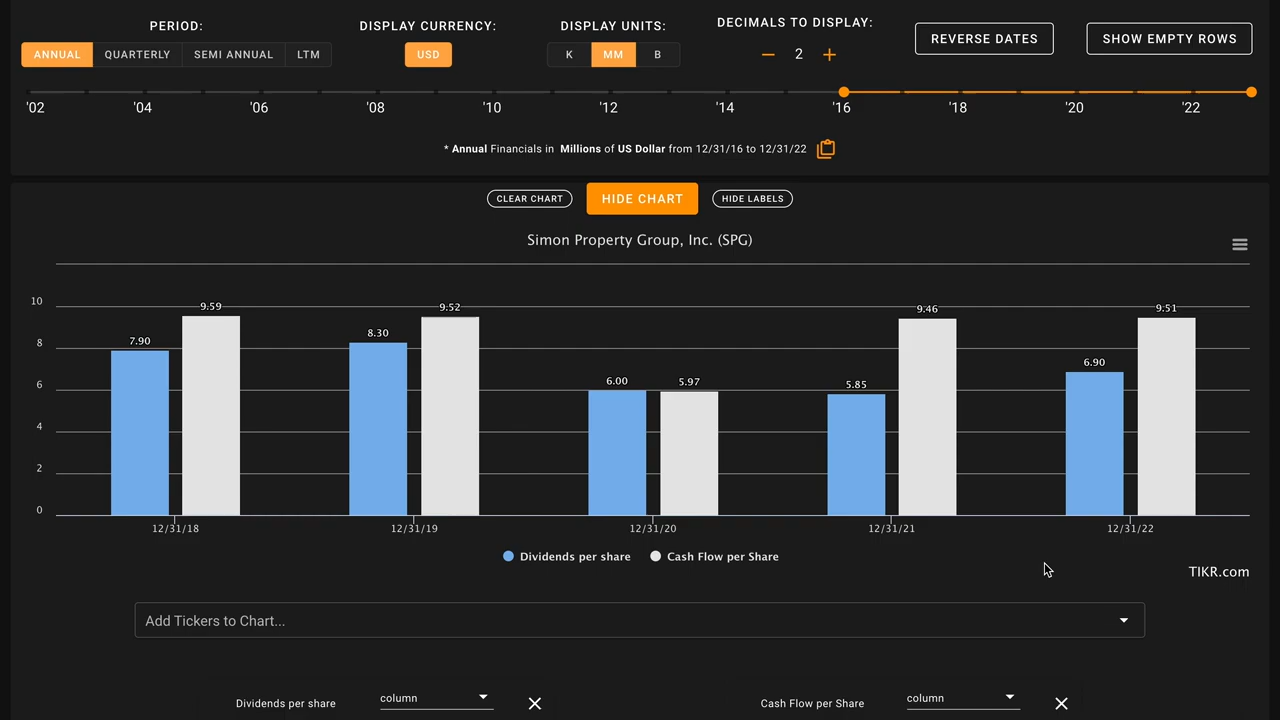 PERIOD: DISPLAY CURRENCY: DISPLAY UNITS: DECIMALS TO DISPLAY:
ANNUAL QUARTERLY SEMI ANNUAL LTM USD K MM B 2 REVERSE DATES SHOW EMPTY ROWS
'02 '04 '06 '08 '10 '12 '14 '16 '18 '20 '22
* Annual Financials in Millions of US Dollar from 12/31/16 to 12/31/22
CLEAR CHART HIDE CHART HIDE LABELS
Simon Property Group, Inc. (SPG)
10
8
6
4
2
0
7.90 9.59 8.30 9.52 6.00 5.97 5.85 9.46 6.90 9.51
12/31/18 12/31/19 12/31/20 12/31/21 12/31/22
Dividends per share Cash Flow per Share
TIKR.com
Add Tickers to Chart...
Dividends per share column Cash Flow per Share column